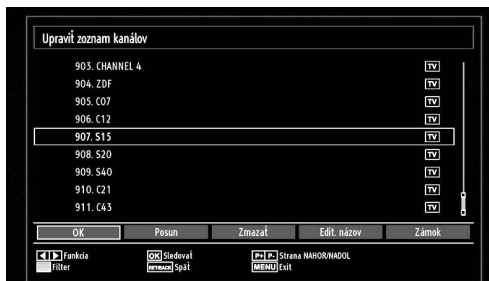 Upraviť zoznam kanálov
903. CHANNEL 4 TV
904. ZDF TV
905. C07 TV
906. C12 TV
907. S15 TV
908. S20 TV
909. S40 TV
910. C21 TV
911. C43 TV
OK Posun Zmazať Edit. názov Zámok
Funkcia OK Sledovať P+ P- Strana NAHOR/NADOL
Filter RETBACK Späť MENU Exit